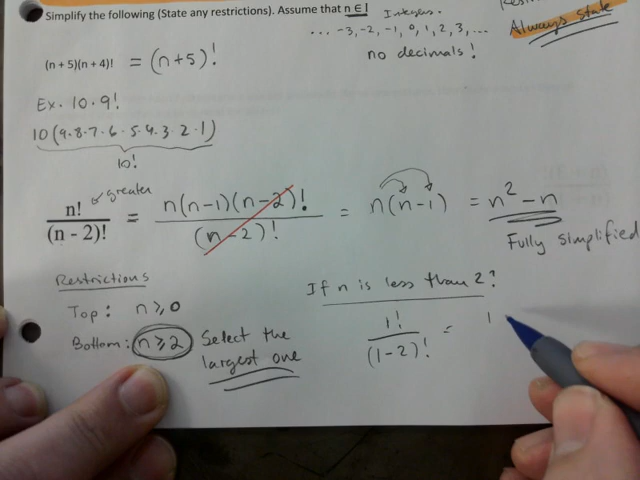 Simplify the following (State any restrictions). Assume that n ∈ I
Integers.
... -3, -2, -1, 0, 1, 2, 3, ...
no decimals!
Always state
(n + 5)(n + 4)! = (n+5)!
Ex. 10·9!
10(9·8·7·6·5·4·3·2·1)
10!
greater
n!/(n - 2)! = n(n-1)(n-2)!/(n-2)! = n(n-1) = n² - n
Fully simplified
Restrictions
Top: n ≥ 0
Bottom: n ≥ 2 Select the
largest one
If n is less than 2?
1!/(1-2)! = 1